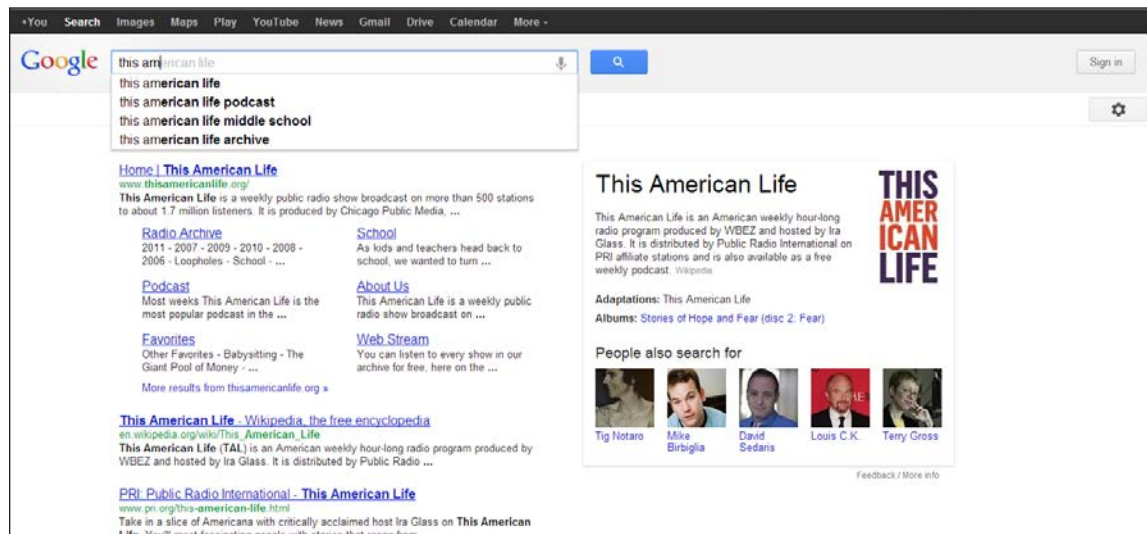 +You Search Images Maps Play YouTube News Gmail Drive Calendar More
Google
this american life
Sign in
this american life
this american life podcast
this american life middle school
this american life archive
Home | This American Life
www.thisamericanlife.org/
This American Life is a weekly public radio show broadcast on more than 500 stations
to about 1.7 million listeners. It is produced by Chicago Public Media, ...
Radio Archive
2011 - 2007 - 2009 - 2010 - 2008 -
2006 - Loopholes - School - ...
School
As kids and teachers head back to
school, we wanted to turn ...
Podcast
Most weeks This American Life is the
most popular podcast in the ...
About Us
This American Life is a weekly public
radio show broadcast on ...
Favorites
Other Favorites - Babysitting - The
Giant Pool of Money - ...
Web Stream
You can listen to every show in our
archive for free, here on the ...
More results from thisamericanlife.org »
This American Life - Wikipedia, the free encyclopedia
en.wikipedia.org/wiki/This_American_Life
This American Life (TAL) is an American weekly hour-long radio program produced by
WBEZ and hosted by Ira Glass. It is distributed by Public Radio ...
PRI: Public Radio International - This American Life
www.pri.org/this-american-life.html
Take in a slice of Americana with critically acclaimed host Ira Glass on This American
This American Life
This American Life is an American weekly hour-long
radio program produced by WBEZ and hosted by Ira
Glass. It is distributed by Public Radio International on
PRI affiliate stations and is also available as a free
weekly podcast. Wikipedia
THIS
AMER
ICAN
LIFE
Adaptations: This American Life
Albums: Stories of Hope and Fear (disc 2: Fear)
People also search for
Tig Notaro
Mike
Birbiglia
David
Sedaris
Louis C.K.
Terry Gross
Feedback / More info